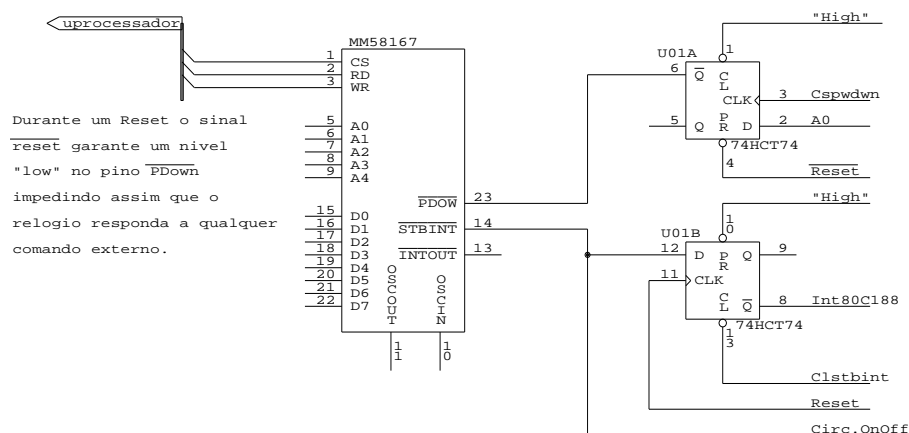 uprocessador
MM58167
1 CS
2 RD
3 WR
5 A0
6 A1
7 A2
8 A3
9 A4
15 D0
16 D1
17 D2
18 D3
19 D4
20 D5
21 D6
22 D7
PDOW 23
STBINT 14
INTOUT 13
OSCOUT
OSCIN
11
10
Durante um Reset o sinal
reset garante um nivel
"low" no pino PDown
impedindo assim que o
relogio responda a qualquer
comando externo.
"High"
U01A
1
6 Q
CL
CLK 3 Cspwdwn
5 Q
PR
D 2 A0
74HCT74
4
Reset
"High"
U01B
10
12 D
PR
Q 9
11 CLK
CL
Q 8 Int80C188
74HCT74
13
Clstbint
Reset
Circ.OnOff